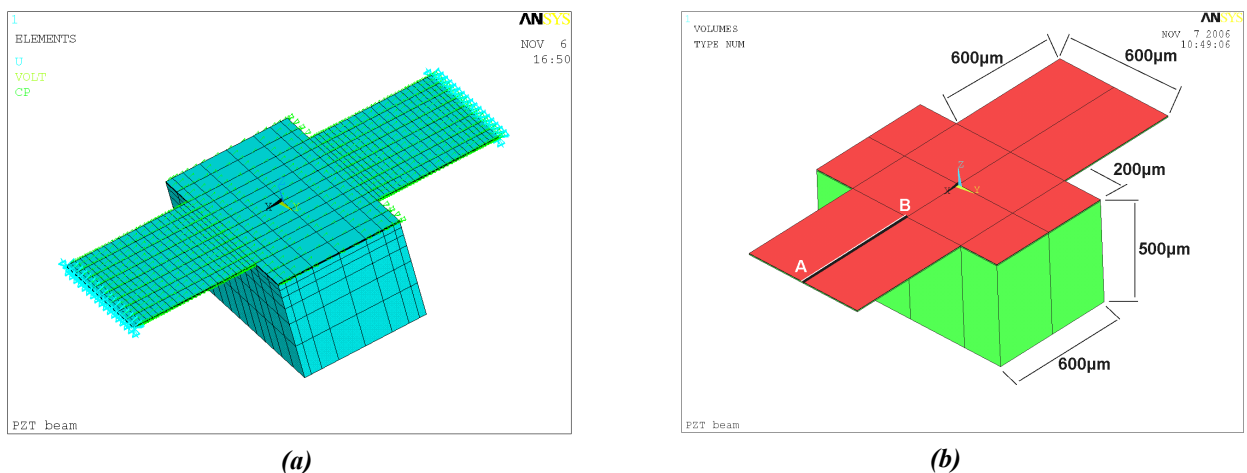 1
ANSYS
ELEMENTS
NOV 6
16:50
U
VOLT
CP
X
PZT beam
(a)
1
ANSYS
VOLUMES
TYPE NUM
NOV 7 2006
10:49:06
600µm
600µm
200µm
Z
X
Y
B
A
500µm
600µm
PZT beam
(b)